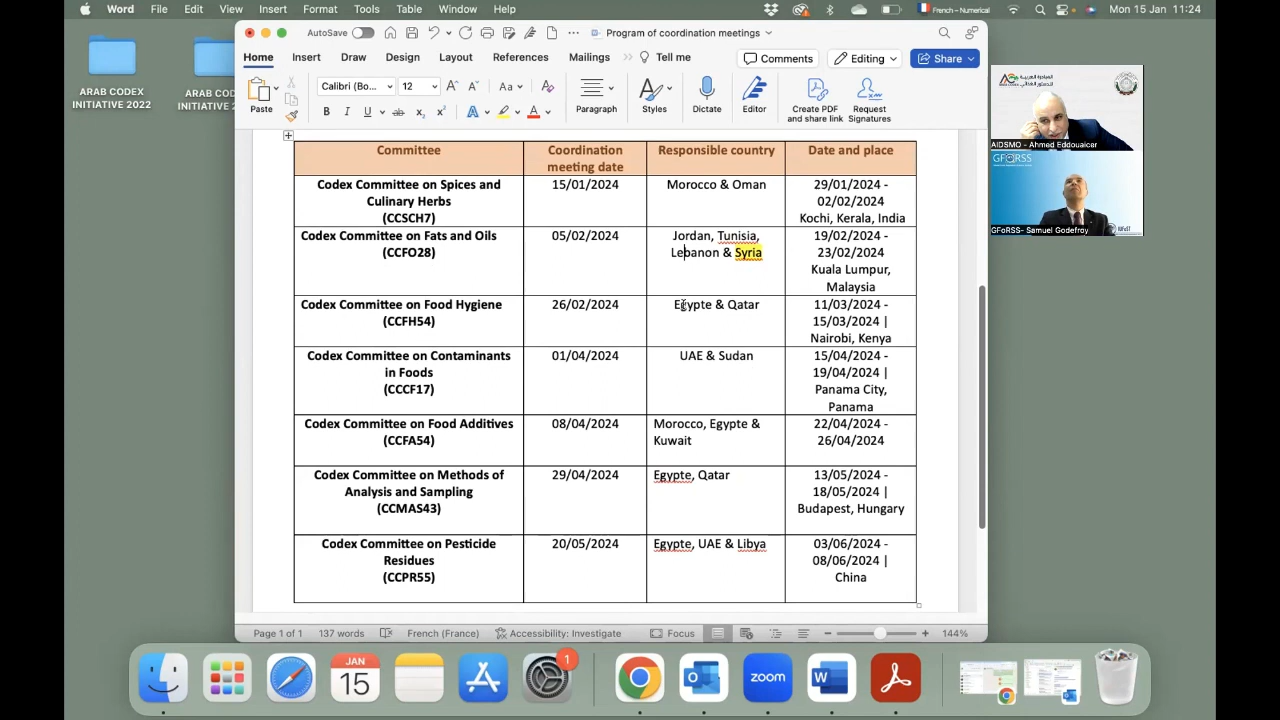 Word File Edit View Insert Format Tools Table Window Help
French – Numerical
Mon 15 Jan 11:24
AutoSave
Program of coordination meetings
Home Insert Draw Design Layout References Mailings Tell me
Comments Editing Share
Paste
Calibri (Bo... 12
Paragraph Styles Dictate Editor
Create PDF and share link
Request Signatures
ARAB CODEX
INITIATIVE 2022
ARAB COD
INITIATIVE 2
Committee
Coordination
meeting date
Responsible country
Date and place
Codex Committee on Spices and
Culinary Herbs
(CCSCH7)
15/01/2024
Morocco & Oman
29/01/2024 -
02/02/2024
Kochi, Kerala, India
Codex Committee on Fats and Oils
(CCFO28)
05/02/2024
Jordan, Tunisia,
Lebanon & Syria
19/02/2024 -
23/02/2024
Kuala Lumpur,
Malaysia
Codex Committee on Food Hygiene
(CCFH54)
26/02/2024
Egypte & Qatar
11/03/2024 -
15/03/2024 |
Nairobi, Kenya
Codex Committee on Contaminants
in Foods
(CCCF17)
01/04/2024
UAE & Sudan
15/04/2024 -
19/04/2024 |
Panama City,
Panama
Codex Committee on Food Additives
(CCFA54)
08/04/2024
Morocco, Egypte &
Kuwait
22/04/2024 -
26/04/2024
Codex Committee on Methods of
Analysis and Sampling
(CCMAS43)
29/04/2024
Egypte, Qatar
13/05/2024 -
18/05/2024 |
Budapest, Hungary
Codex Committee on Pesticide
Residues
(CCPR55)
20/05/2024
Egypte, UAE & Libya
03/06/2024 -
08/06/2024 |
China
AIDSMO - Ahmed Eddouaicer
GFoRSS
GFoRSS- Samuel Godefroy
Page 1 of 1 137 words French (France) Accessibility: Investigate Focus 144%
JAN
15
1
zoom